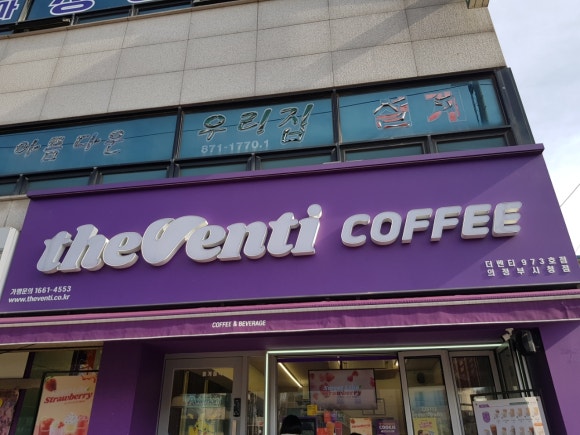 아름다운 우리집
871-1770.1
theventi COFFEE
가맹문의 1661-4553
www.theventi.co.kr
더벤티 973호점
의정부시청점
COFFEE & BEVERAGE
Strawberry
Strawberry